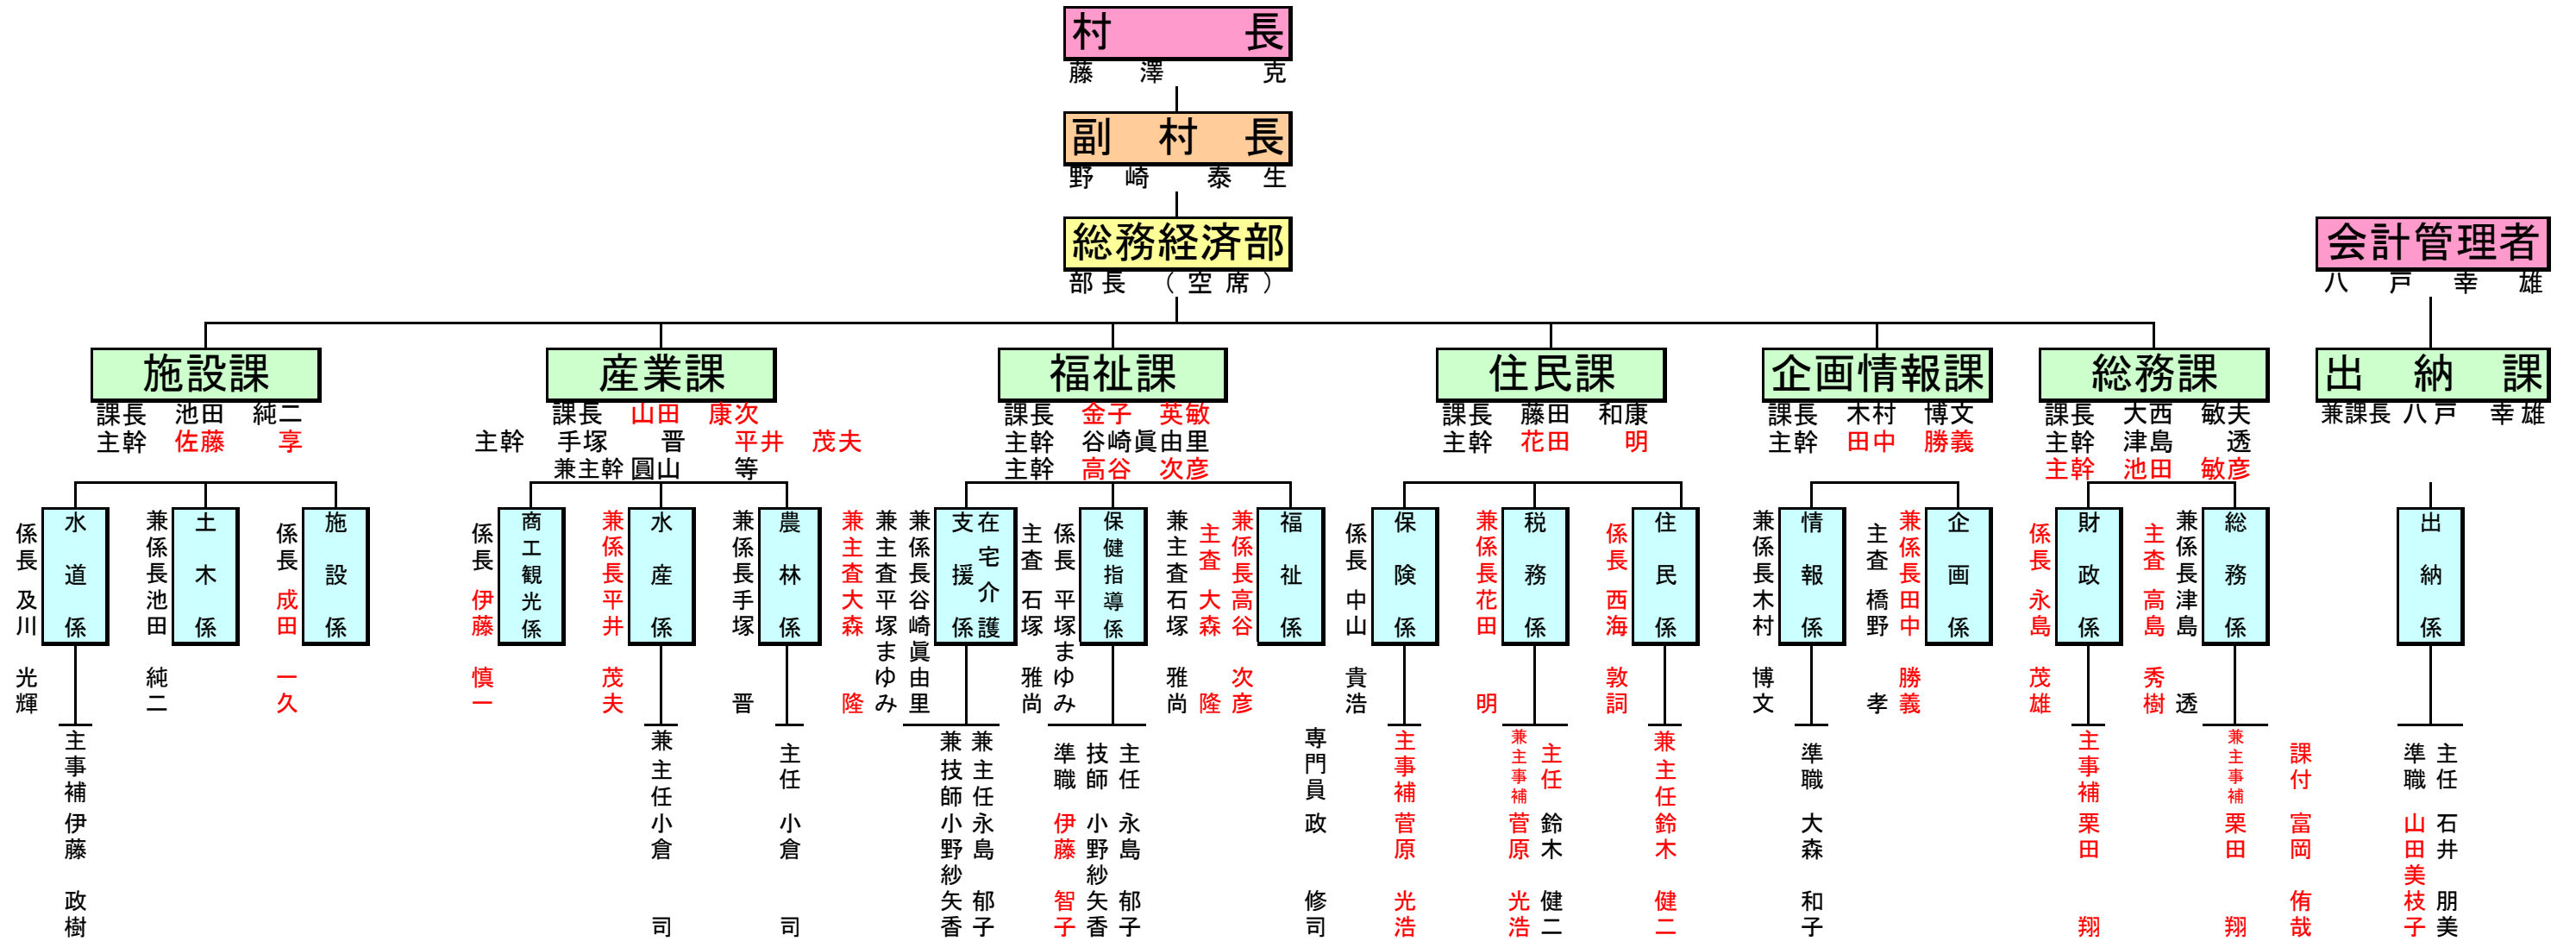 村長
藤澤 克
副村長
野崎 泰生
総務経済部
部長 （空席）
会計管理者
八戸 幸雄
施設課
課長 池田 純二
主幹 佐藤 享
産業課
課長 山田 康次
主幹 手塚 晋 平井 茂夫
兼主幹 圓山 等
福祉課
課長 金子 英敏
主幹 谷崎眞由里
主幹 高谷 次彦
住民課
課長 藤田 和康
主幹 花田 明
企画情報課
課長 木村 博文
主幹 田中 勝義
総務課
課長 大西 敏夫
主幹 津島 透
主幹 池田 敏彦
出納課
兼課長 八戸 幸雄
水道係
係長 及川 光輝
主事補 伊藤 政樹
土木係
兼係長 池田 純二
施設係
係長 成田 一久
商工観光係
係長 伊藤 慎一
水産係
兼係長 平井 茂夫
兼主任 小倉 司
農林係
兼係長 手塚 晋
主任 小倉 司
在宅介護支援係
兼係長 谷崎眞由里
兼主査 平塚まゆみ
兼主査 大森 隆
兼主任 永島 郁子
兼技師 小野紗矢香
保健指導係
係長 平塚まゆみ
主査 石塚 雅尚
主任 永島 郁子
技師 小野紗矢香
準職 伊藤 智子
福祉係
兼係長 高谷 次彦
主査 大森 隆
兼主査 石塚 雅尚
専門員 政 修司
保険係
係長 中山 貴浩
主事補 菅原 光浩
税務係
兼係長 花田 明
主任 鈴木 健二
兼主事補 菅原 光浩
住民係
係長 西海 敦詞
兼主任 鈴木 健二
情報係
兼係長 木村 博文
準職 大森 和子
企画係
兼係長 田中 勝義
主査 橋野 孝
財政係
係長 永島 茂雄
主事補 栗田 翔
総務係
兼係長 津島 透
主査 高島 秀樹
兼主事補 栗田 翔
課付 富岡 侑哉
出納係
主任 石井 朋美
準職 山田美枝子